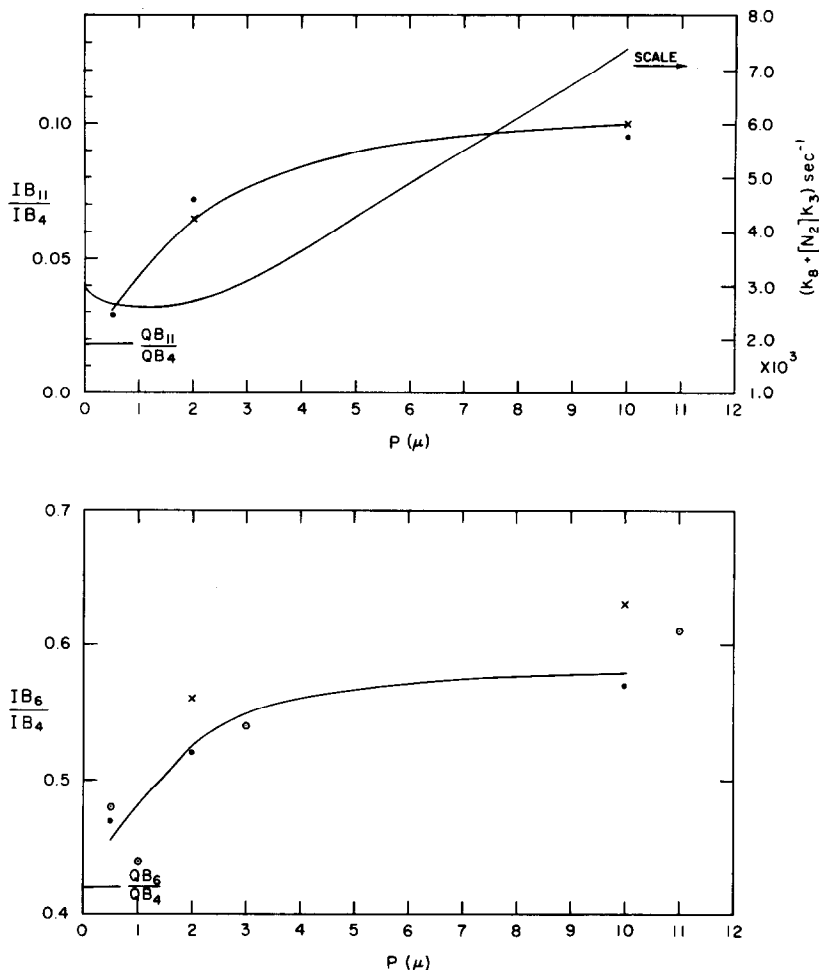 8.0
SCALE
7.0
0.10
6.0
IB11
IB4
5.0
(K8 + [N2]K3) sec-1
4.0
0.05
3.0
QB11
QB4
2.0
X10^3
0.0
1.0
0 1 2 3 4 5 6 7 8 9 10 11 12
P (μ)
0.7
0.6
IB6
IB4
0.5
QB6
QB4
0.4
0 1 2 3 4 5 6 7 8 9 10 11 12
P (μ)